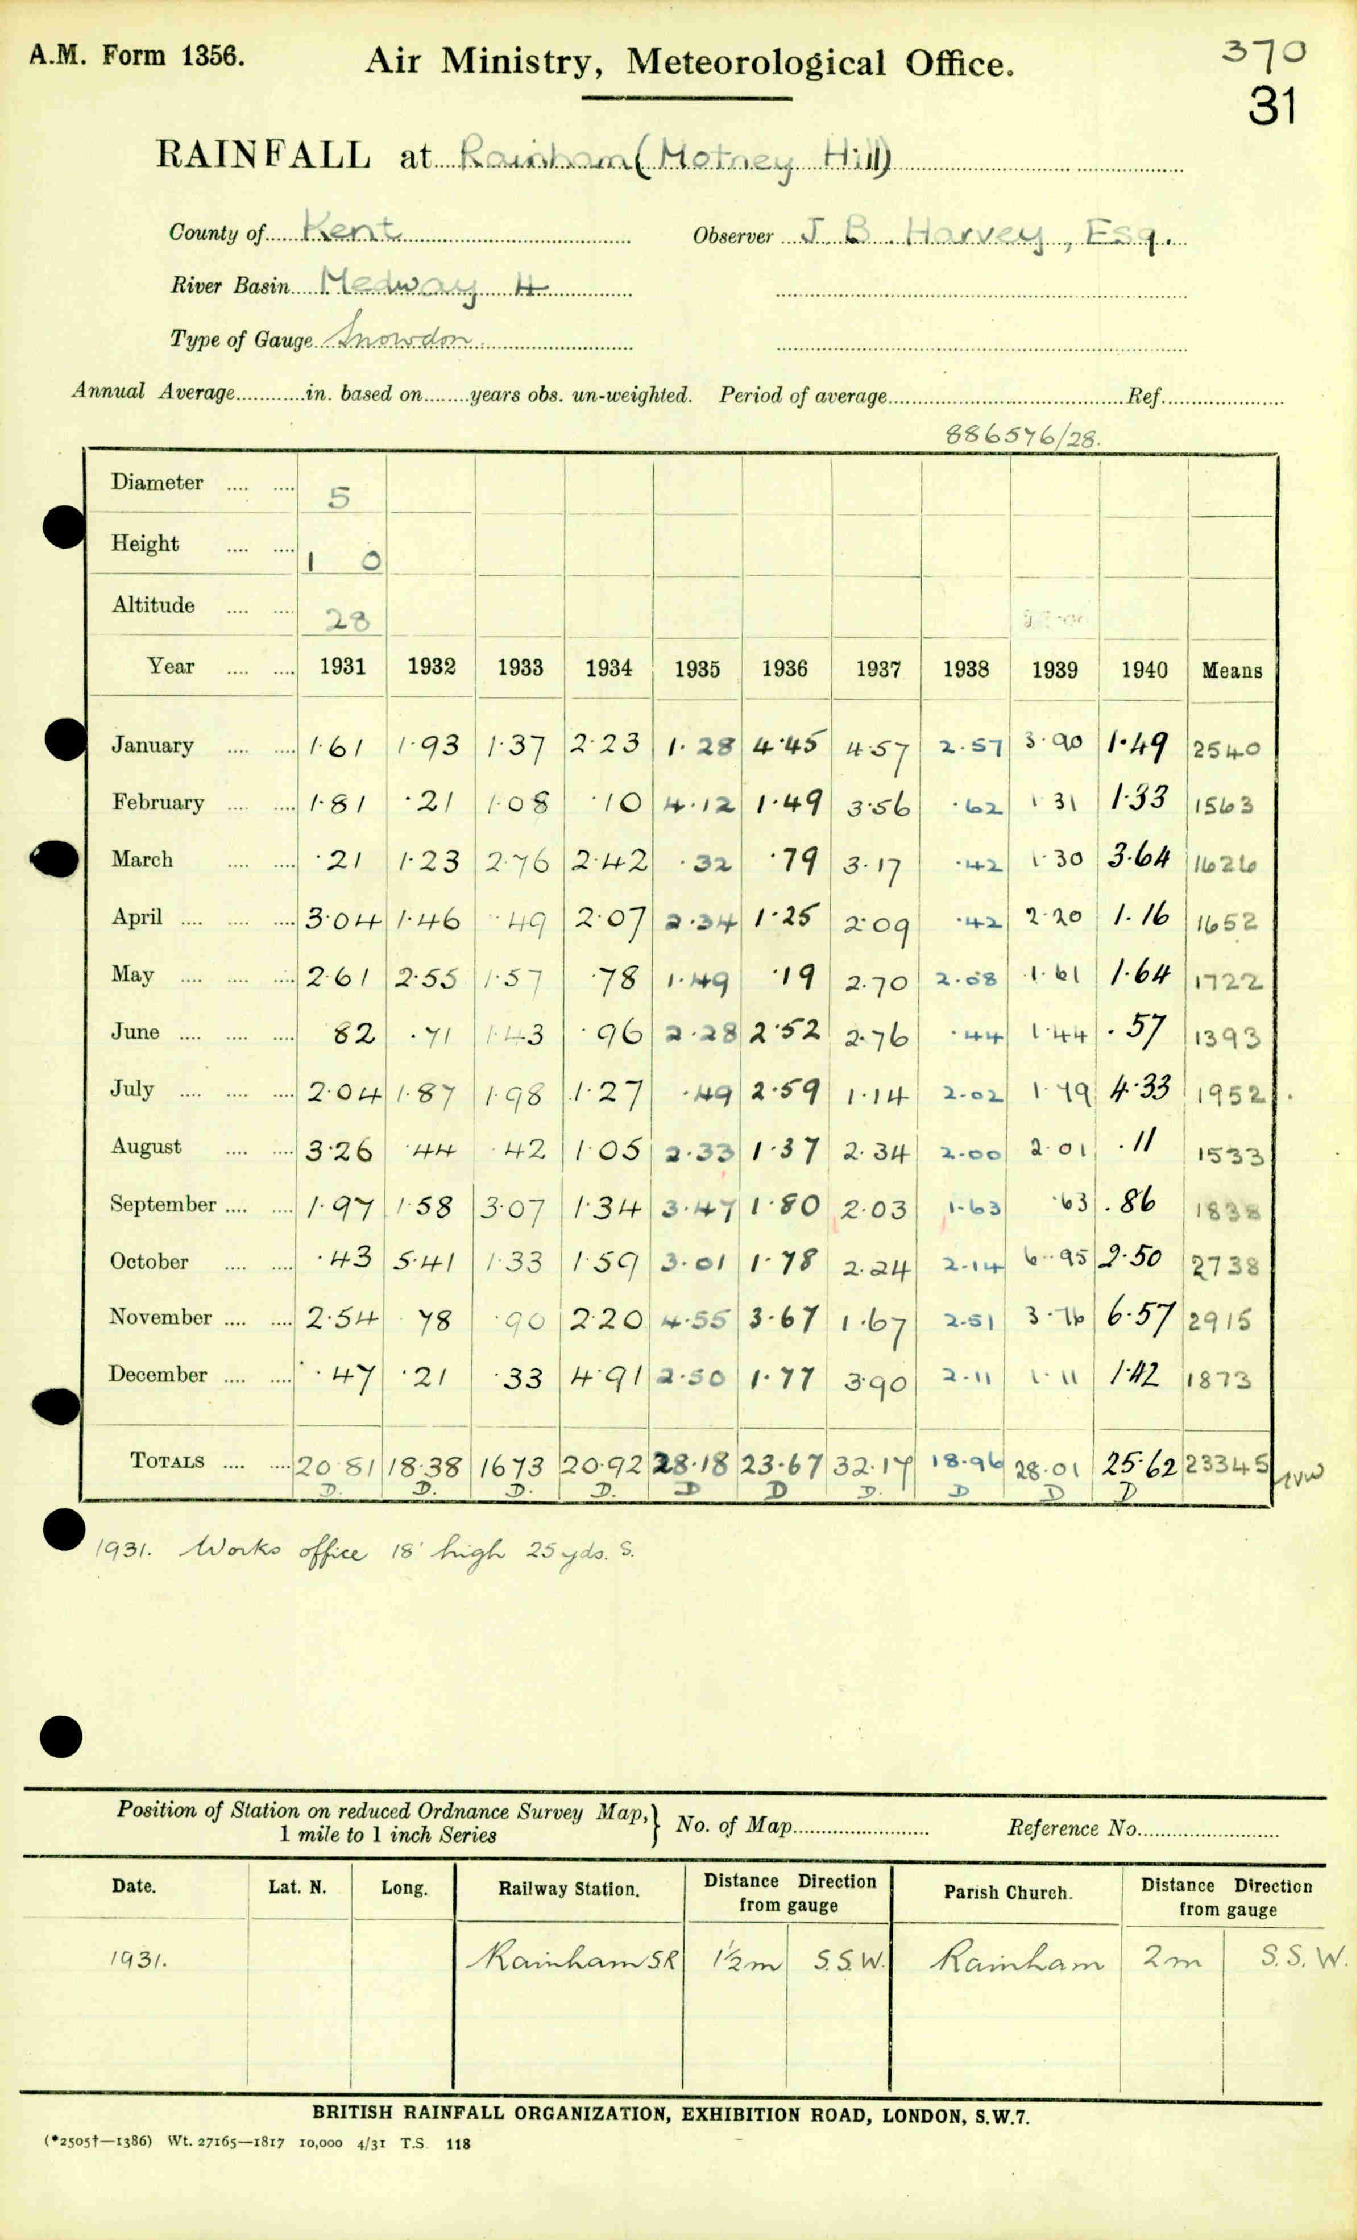 A.M. Form 1356.
Air Ministry, Meteorological Office.
370
31
RAINFALL at Rainham (Motney Hill)
County of Kent Observer J. B. Harvey, Esq.
River Basin Medway 4
Type of Gauge Snowdon
Annual Average in. based on years obs. un-weighted. Period of average Ref.
886576/28.
Diameter 5
Height 1 0
Altitude 28
Year 1931 1932 1933 1934 1935 1936 1937 1938 1939 1940 Means
January 1.61 1.93 1.37 2.23 1.28 4.45 4.57 2.57 3.90 1.49 2540
February 1.81 .21 1.08 .10 4.12 1.49 3.56 .62 1.31 1.33 1563
March .21 1.23 2.76 2.42 .32 .79 3.17 .42 1.30 3.64 1626
April 3.04 1.46 .49 2.07 2.34 1.25 2.09 .42 2.20 1.16 1652
May 2.61 2.55 1.57 .78 1.49 .19 2.70 2.08 1.61 1.64 1722
June 82 .71 1.43 .96 2.28 2.52 2.76 .44 1.44 .57 1393
July 2.04 1.87 1.98 1.27 .49 2.59 1.14 2.02 1.79 4.33 1952
August 3.26 .44 .42 1.05 2.33 1.37 2.34 2.00 2.01 .11 1533
September 1.97 1.58 3.07 1.34 3.47 1.80 2.03 1.63 .63 .86 1838
October .43 5.41 1.33 1.59 3.01 1.78 2.24 2.14 6.95 2.50 2738
November 2.54 78 .90 2.20 4.55 3.67 1.67 2.51 3.76 6.57 2915
December .47 .21 .33 4.91 2.50 1.77 3.90 2.11 1.11 1.42 1873
TOTALS 20.81 18.38 1673 20.92 28.18 23.67 32.17 18.96 28.01 25.62 23345
D. D. D. D. D D D. D D D
1931. Works office 18' high 25 yds. S.
Position of Station on reduced Ordnance Survey Map, 1 mile to 1 inch Series } No. of Map Reference No.
Date. Lat. N. Long. Railway Station. Distance Direction from gauge Parish Church. Distance Direction from gauge
1931. Rainham SR 1½m S.S.W. Rainham 2m S.S.W.
BRITISH RAINFALL ORGANIZATION, EXHIBITION ROAD, LONDON, S.W.7.
(*2505†—1386) Wt. 27165—1817 10,000 4/31 T.S. 118